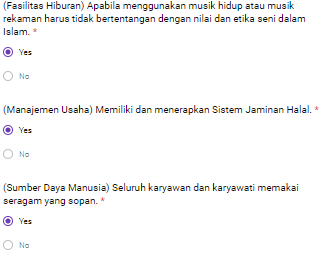 (Fasilitas Hiburan) Apabila menggunakan musik hidup atau musik
rekaman harus tidak bertentangan dengan nilai dan etika seni dalam
Islam. *
Yes
No
(Manajemen Usaha) Memiliki dan menerapkan Sistem Jaminan Halal. *
Yes
No
(Sumber Daya Manusia) Seluruh karyawan dan karyawati memakai
seragam yang sopan. *
Yes
No